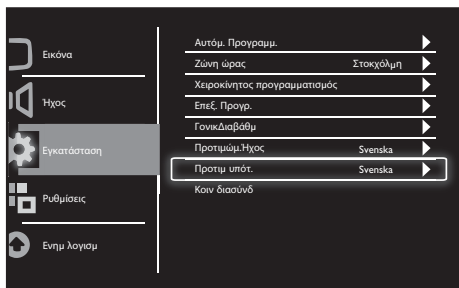 Εικόνα
Ήχος
Εγκατάσταση
Ρυθμίσεις
Ενημ λογισμ
Αυτόμ. Προγραμμ.
Ζώνη ώρας Στοκχόλμη
Χειροκίνητος προγραμματισμός
Επεξ. Προγρ.
ΓονικΔιαβάθμ
Προτιμώμ.Ήχος Svenska
Προτιμ υπότ. Svenska
Κοιν διασύνδ